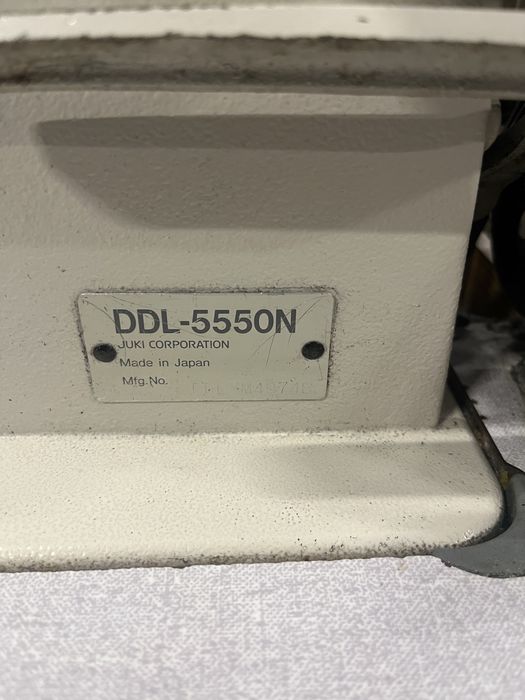 DDL-5550N
JUKI CORPORATION
Made in Japan
Mfg.No.